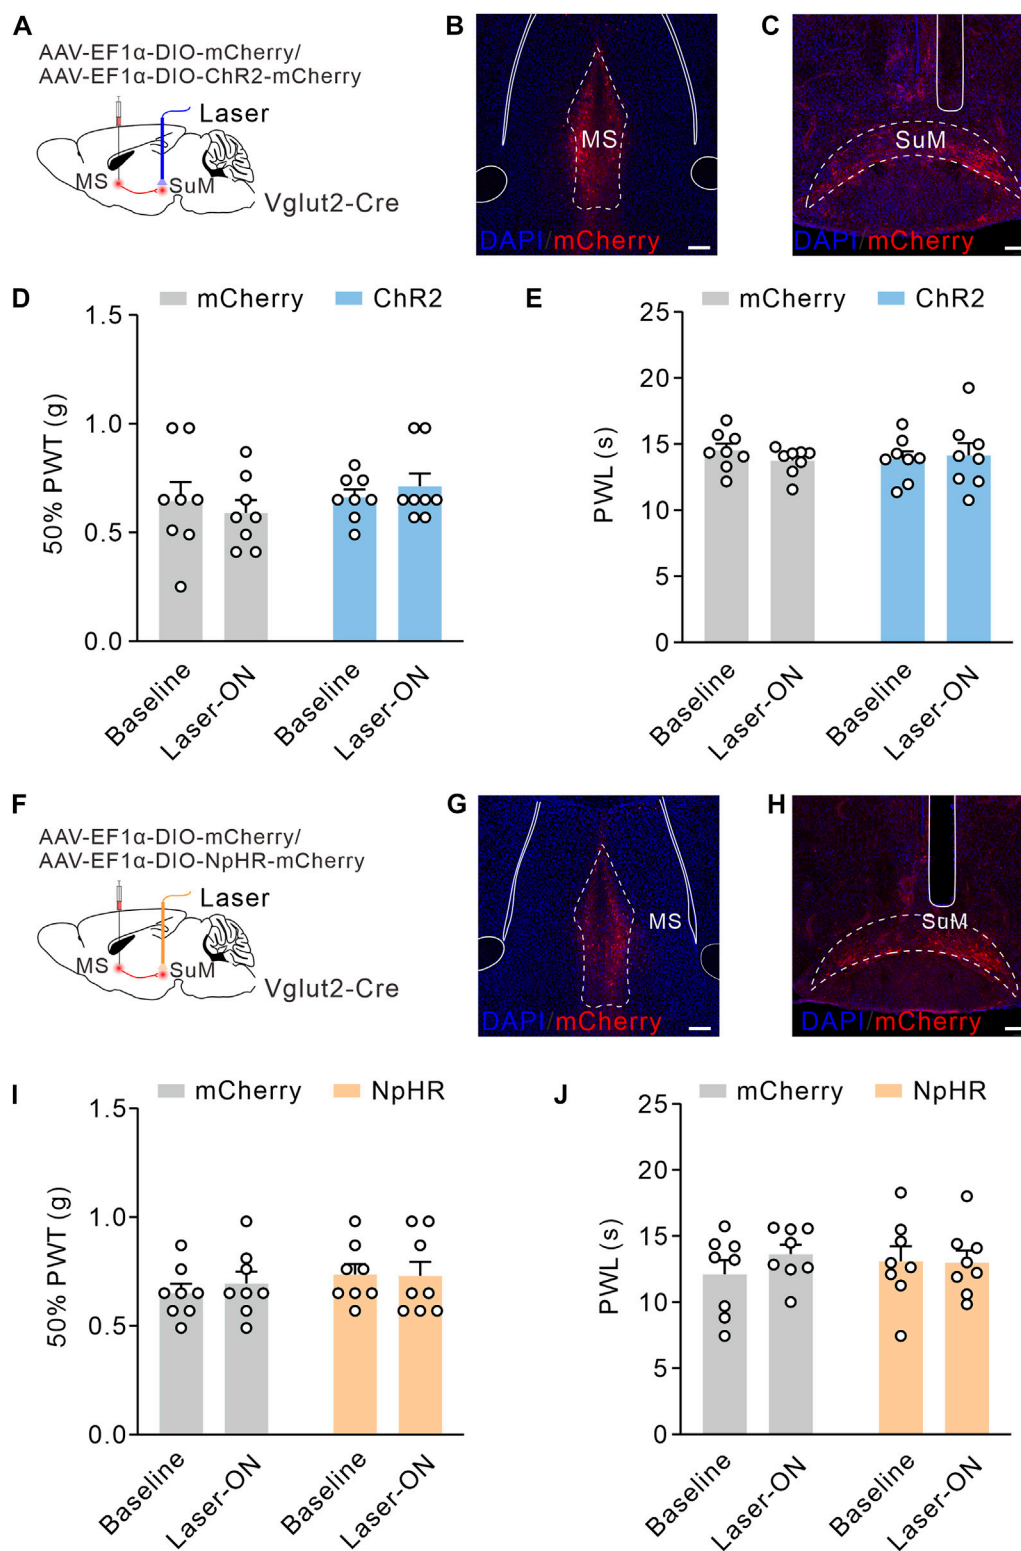 A
AAV-EF1α-DIO-mCherry/
AAV-EF1α-DIO-ChR2-mCherry
Laser
MS
SuM
Vglut2-Cre
B
MS
DAPI/mCherry
C
SuM
DAPI/mCherry
D
mCherry
ChR2
50% PWT (g)
1.5
1.0
0.5
0.0
Baseline
Laser-ON
Baseline
Laser-ON
E
mCherry
ChR2
PWL (s)
25
20
15
10
5
0
Baseline
Laser-ON
Baseline
Laser-ON
F
AAV-EF1α-DIO-mCherry/
AAV-EF1α-DIO-NpHR-mCherry
Laser
MS
SuM
Vglut2-Cre
G
MS
DAPI/mCherry
H
SuM
DAPI/mCherry
I
mCherry
NpHR
50% PWT (g)
1.5
1.0
0.5
0.0
Baseline
Laser-ON
Baseline
Laser-ON
J
mCherry
NpHR
PWL (s)
25
20
15
10
5
0
Baseline
Laser-ON
Baseline
Laser-ON